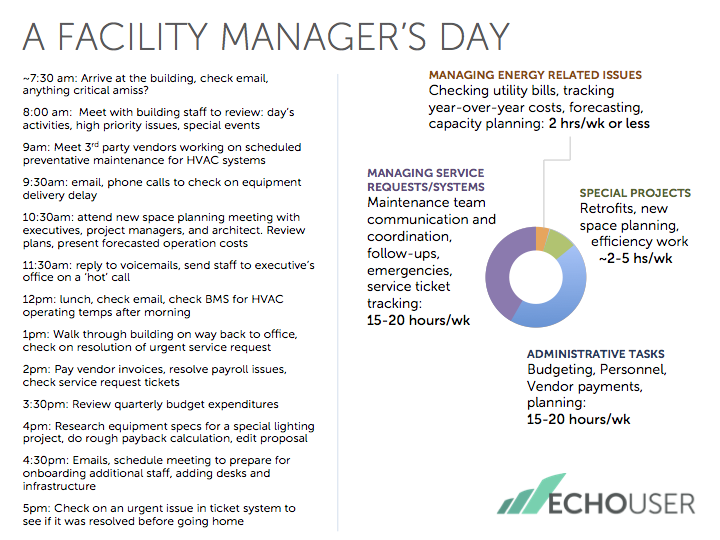 A FACILITY MANAGER’S DAY
~7:30 am: Arrive at the building, check email,
anything critical amiss?
8:00 am:  Meet with building staff to review: day’s
activities, high priority issues, special events
9am: Meet 3rd party vendors working on scheduled
preventative maintenance for HVAC systems
9:30am: email, phone calls to check on equipment
delivery delay
10:30am: attend new space planning meeting with
executives, project managers, and architect. Review
plans, present forecasted operation costs
11:30am: reply to voicemails, send staff to executive’s
office on a ‘hot’ call
12pm: lunch, check email, check BMS for HVAC
operating temps after morning
1pm: Walk through building on way back to office,
check on resolution of urgent service request
2pm: Pay vendor invoices, resolve payroll issues,
check service request tickets
3:30pm: Review quarterly budget expenditures
4pm: Research equipment specs for a special lighting
project, do rough payback calculation, edit proposal
4:30pm: Emails, schedule meeting to prepare for
onboarding additional staff, adding desks and
infrastructure
5pm: Check on an urgent issue in ticket system to
see if it was resolved before going home
MANAGING ENERGY RELATED ISSUES
Checking utility bills, tracking
year-over-year costs, forecasting,
capacity planning: 2 hrs/wk or less
MANAGING SERVICE
REQUESTS/SYSTEMS
Maintenance team
communication and
coordination,
follow-ups,
emergencies,
service ticket
tracking:
15-20 hours/wk
SPECIAL PROJECTS
Retrofits, new
space planning,
efficiency work
~2-5 hs/wk
ADMINISTRATIVE TASKS
Budgeting, Personnel,
Vendor payments,
planning:
15-20 hours/wk
ECHOUSER